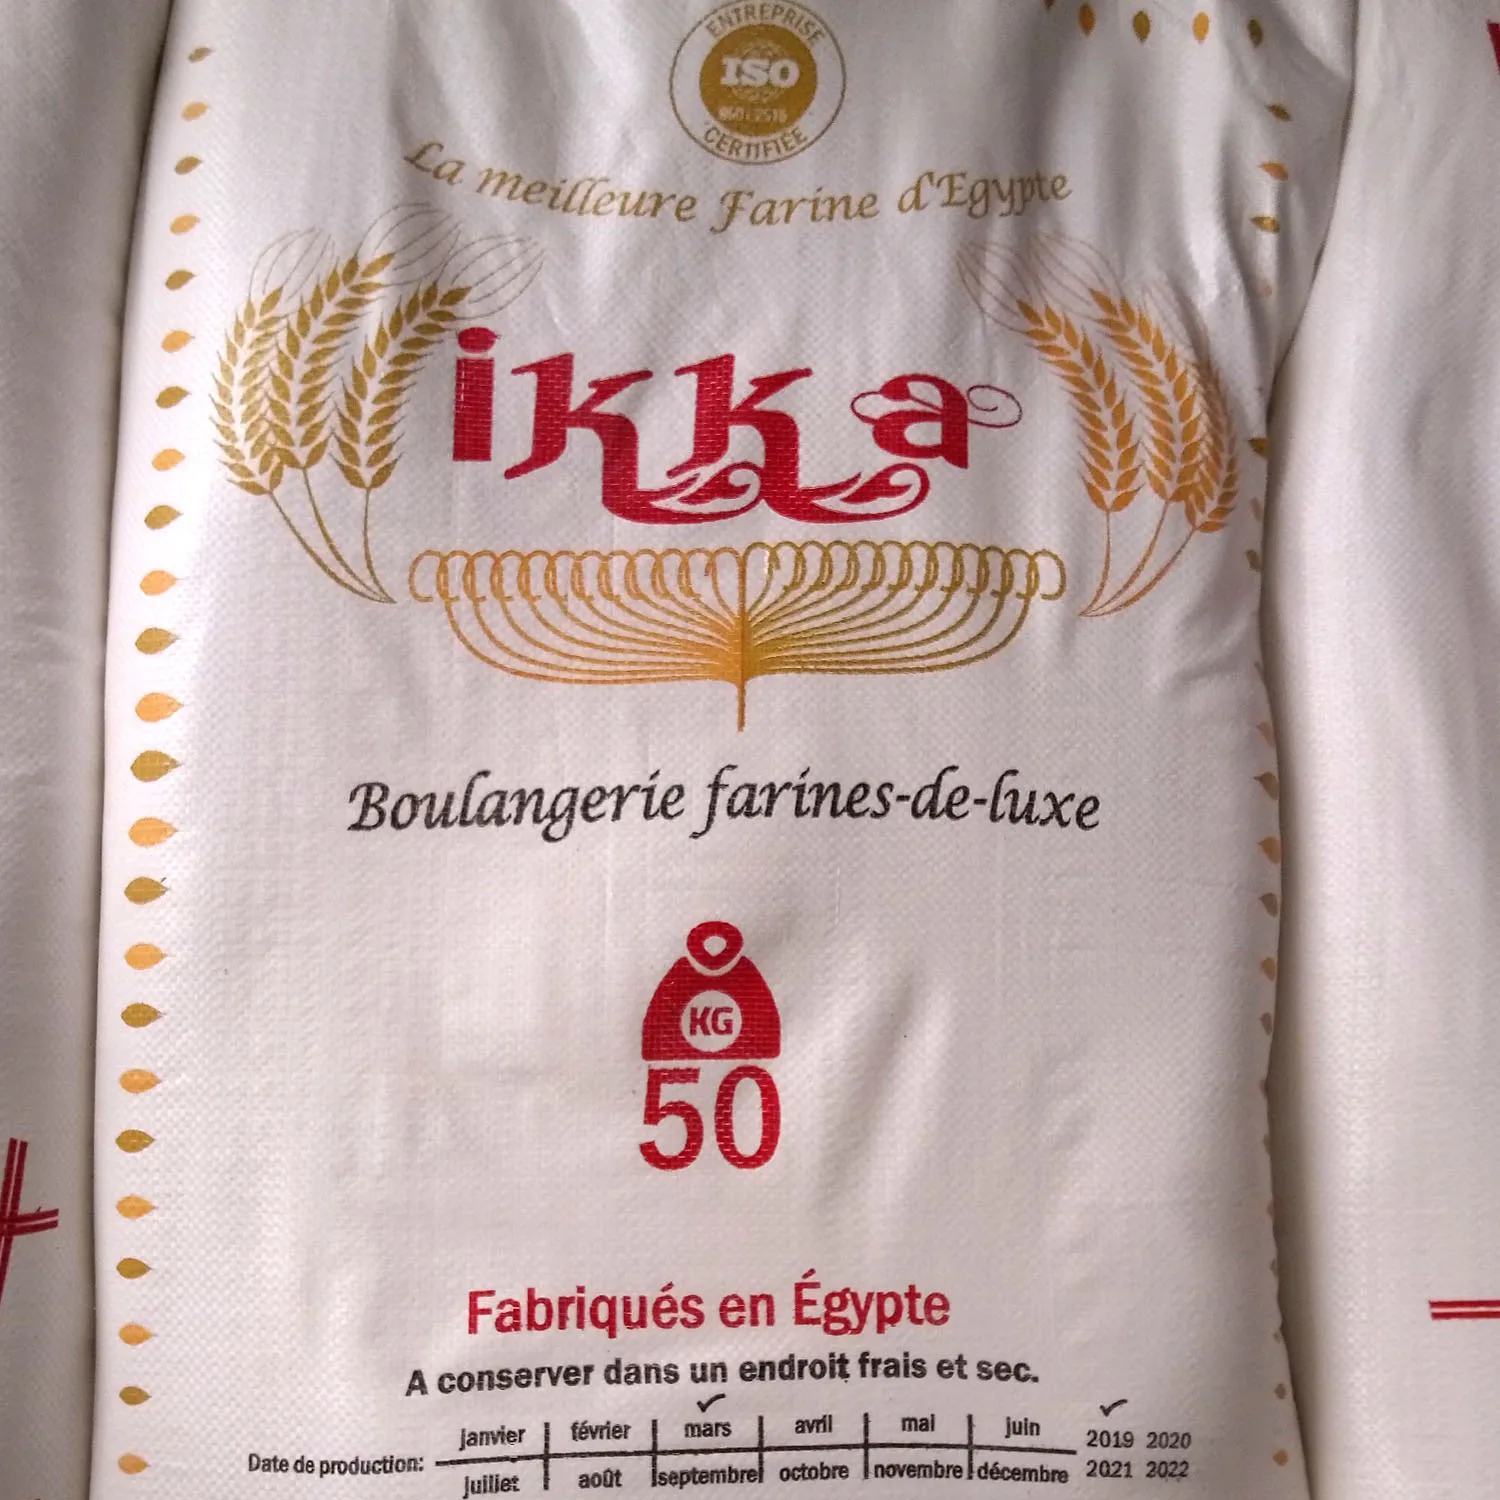 ENTREPRISE
ISO
CERTIFIÉE
La meilleure Farine d'Egypte
ikka
Boulangerie farines-de-luxe
KG
50
Fabriqués en Égypte
A conserver dans un endroit frais et sec.
Date de production:
janvier février mars avril mai juin 2019 2020
juillet août septembre octobre novembre décembre 2021 2022